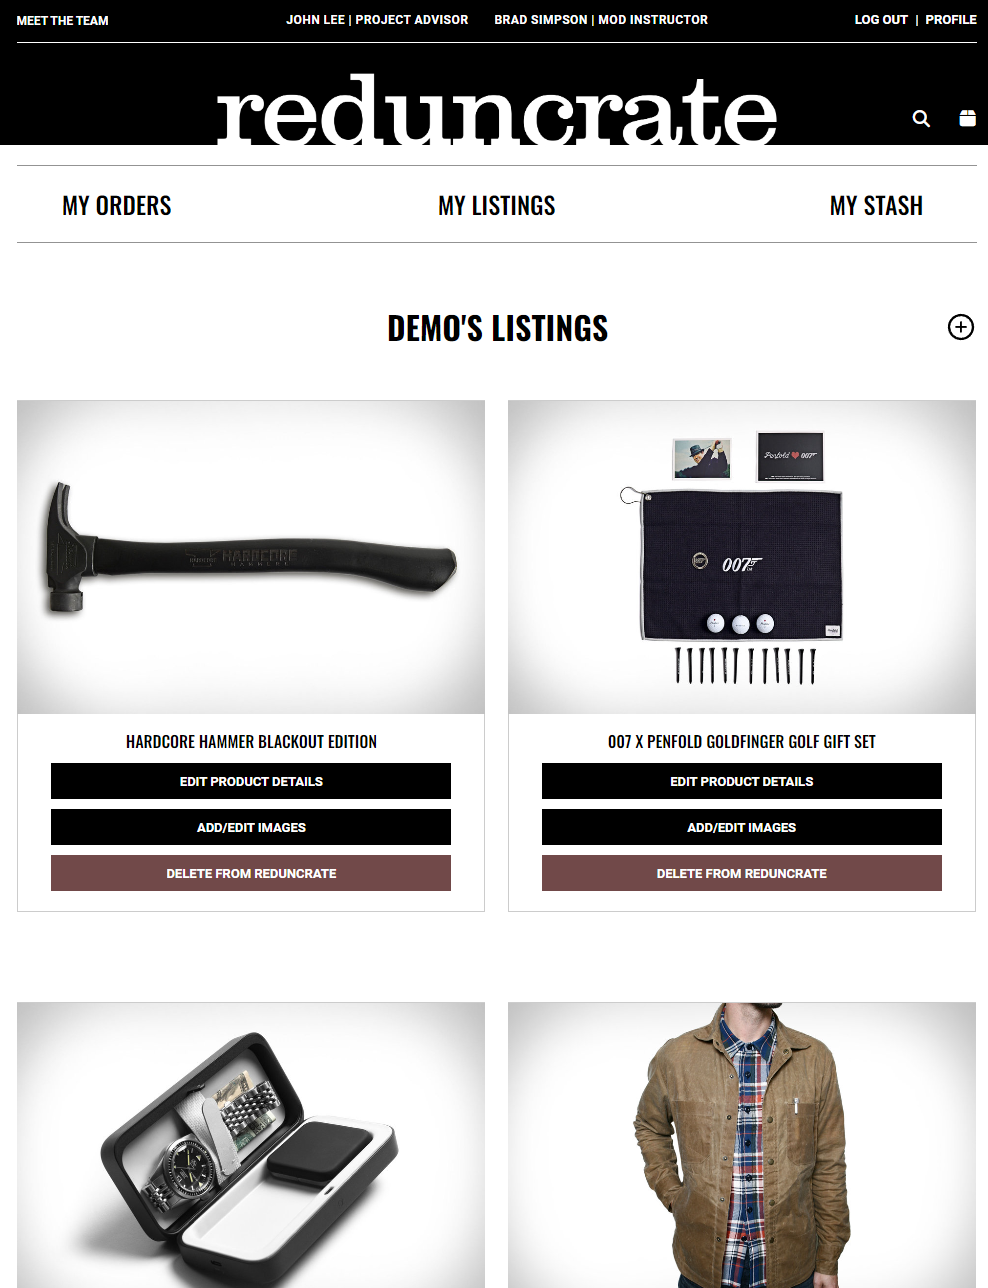 MEET THE TEAM
JOHN LEE | PROJECT ADVISOR
BRAD SIMPSON | MOD INSTRUCTOR
LOG OUT | PROFILE
reduncrate
MY ORDERS
MY LISTINGS
MY STASH
DEMO'S LISTINGS
HARDCORE
HAMMERS
Penfold ♥ 007
007
HARDCORE HAMMER BLACKOUT EDITION
EDIT PRODUCT DETAILS
ADD/EDIT IMAGES
DELETE FROM REDUNCRATE
007 X PENFOLD GOLDFINGER GOLF GIFT SET
EDIT PRODUCT DETAILS
ADD/EDIT IMAGES
DELETE FROM REDUNCRATE